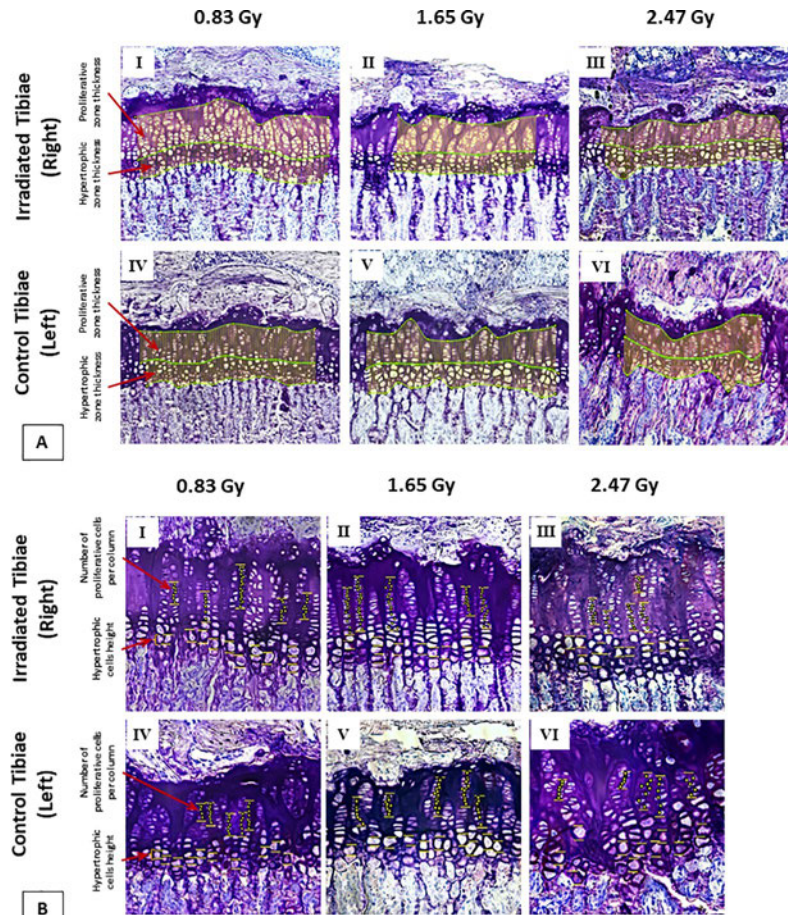 0.83 Gy 1.65 Gy 2.47 Gy
Irradiated Tibiae
(Right)
Proliferative
zone thickness
Hypertrophic
zone thickness
I II III
Control Tibiae
(Left)
Proliferative
zone thickness
Hypertrophic
zone thickness
IV V VI
A
0.83 Gy 1.65 Gy 2.47 Gy
Irradiated Tibiae
(Right)
Number of
proliferative cells
per column
Hypertrophic
cells height
I II III
Control Tibiae
(Left)
Number of
proliferative cells
per column
Hypertrophic
cells height
IV V VI
B